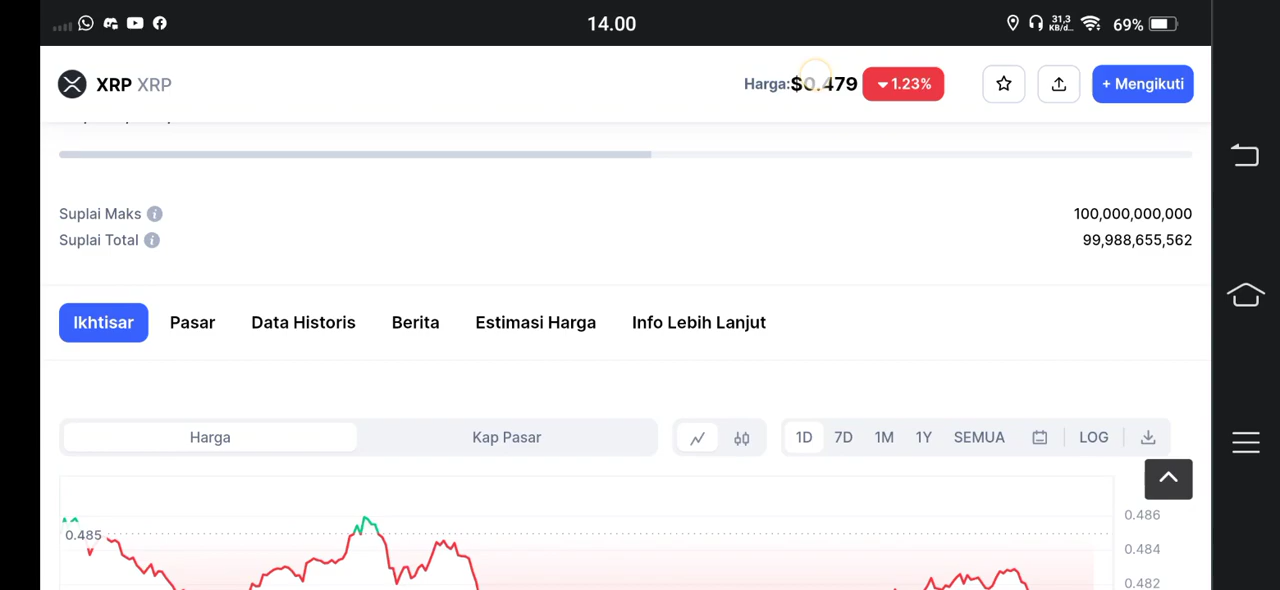 14.00
31,3
KB/d...
69%
XRP XRP
Harga:$0.479
1.23%
+ Mengikuti
Suplai Maks
100,000,000,000
Suplai Total
99,988,655,562
Ikhtisar
Pasar
Data Historis
Berita
Estimasi Harga
Info Lebih Lanjut
Harga
Kap Pasar
1D
7D
1M
1Y
SEMUA
LOG
0.485
0.486
0.484
0.482